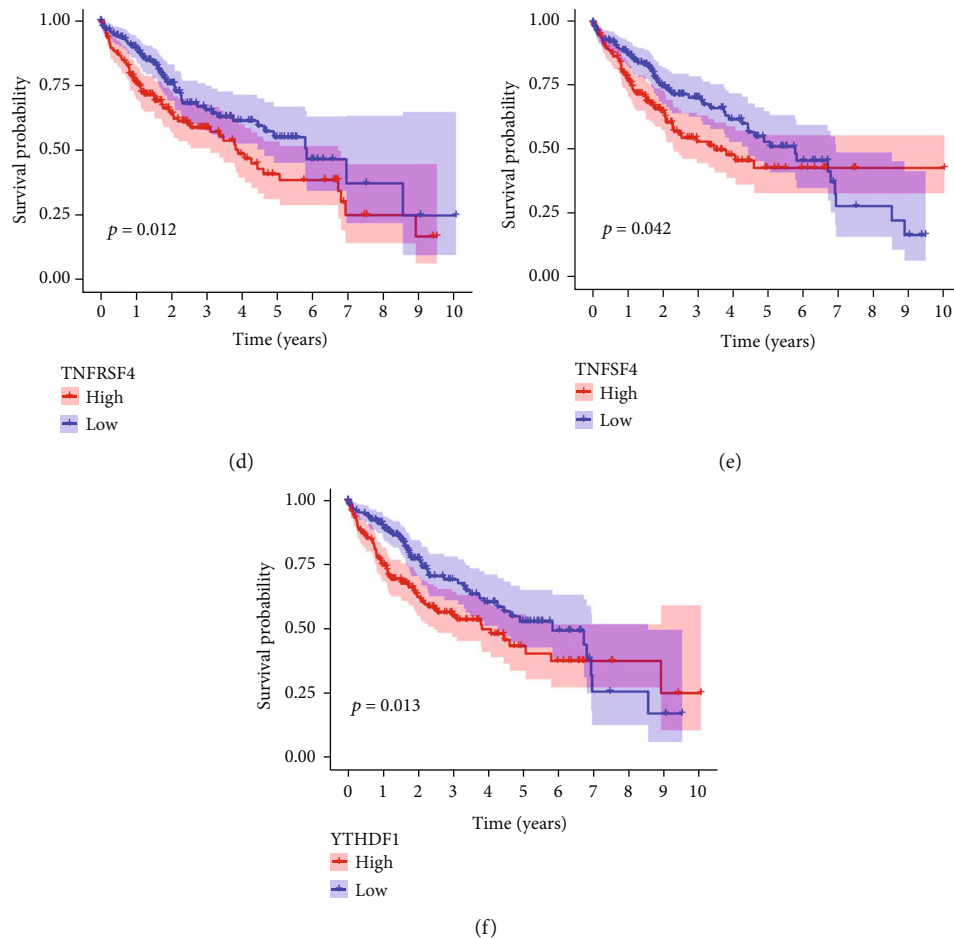 1.00
0.75
0.50
0.25
0.00
Survival probability
p = 0.012
0 1 2 3 4 5 6 7 8 9 10
Time (years)
TNFRSF4
High
Low
(d)
1.00
0.75
0.50
0.25
0.00
Survival probability
p = 0.042
0 1 2 3 4 5 6 7 8 9 10
Time (years)
TNFSF4
High
Low
(e)
1.00
0.75
0.50
0.25
0.00
Survival probability
p = 0.013
0 1 2 3 4 5 6 7 8 9 10
Time (years)
YTHDF1
High
Low
(f)